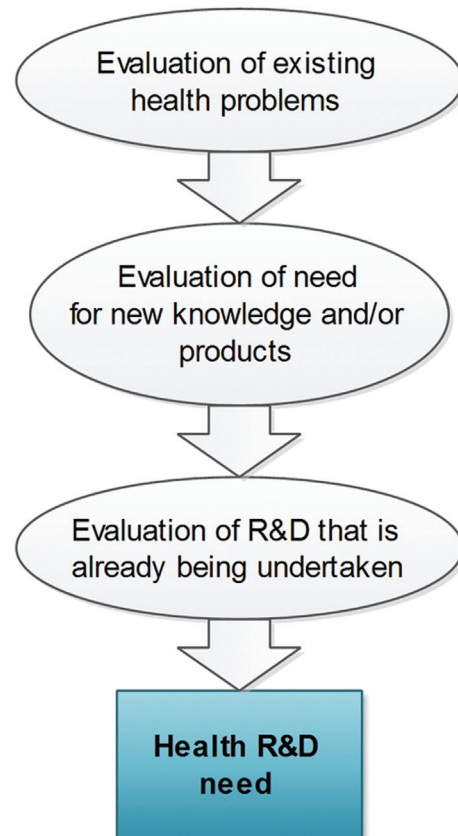 Evaluation of existing
health problems
Evaluation of need
for new knowledge and/or
products
Evaluation of R&D that is
already being undertaken
Health R&D
need